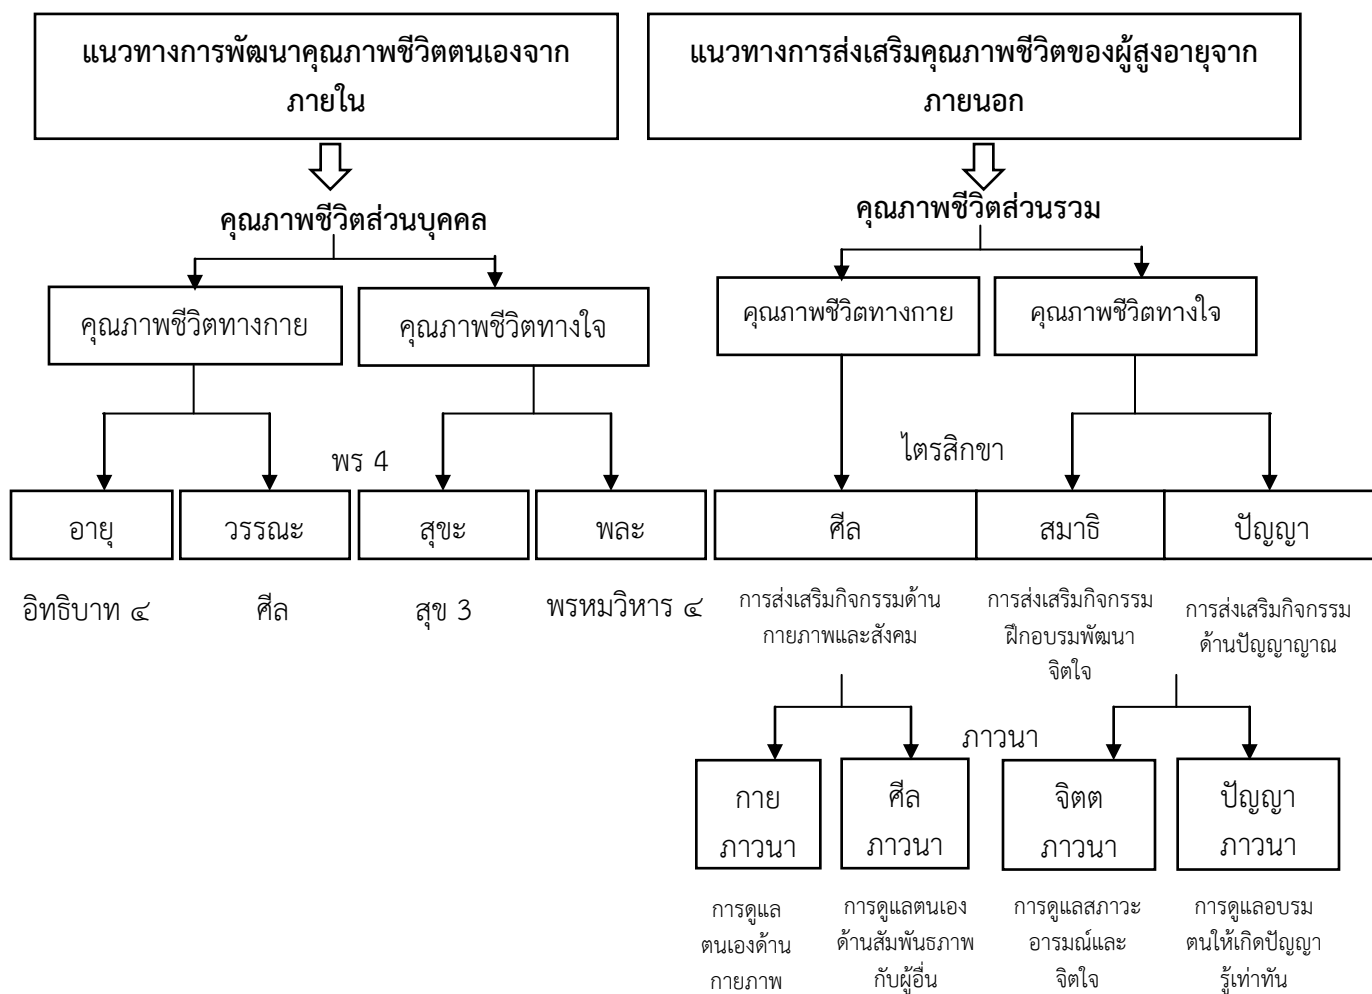 แนวทางการพัฒนาคุณภาพชีวิตตนเองจาก
ภายใน
แนวทางการส่งเสริมคุณภาพชีวิตของผู้สูงอายุจาก
ภายนอก
คุณภาพชีวิตส่วนบุคคล
คุณภาพชีวิตส่วนรวม
คุณภาพชีวิตทางกาย
คุณภาพชีวิตทางใจ
คุณภาพชีวิตทางกาย
คุณภาพชีวิตทางใจ
พร 4
ไตรสิกขา
อายุ
วรรณะ
สุขะ
พละ
ศีล
สมาธิ
ปัญญา
อิทธิบาท ๔
ศีล
สุข 3
พรหมวิหาร ๔
การส่งเสริมกิจกรรมด้าน
กายภาพและสังคม
การส่งเสริมกิจกรรม
ฝึกอบรมพัฒนา
จิตใจ
การส่งเสริมกิจกรรม
ด้านปัญญาญาณ
ภาวนา
กาย
ภาวนา
ศีล
ภาวนา
จิตต
ภาวนา
ปัญญา
ภาวนา
การดูแล
ตนเองด้าน
กายภาพ
การดูแลตนเอง
ด้านสัมพันธภาพ
กับผู้อื่น
การดูแลสภาวะ
อารมณ์และ
จิตใจ
การดูแลอบรม
ตนให้เกิดปัญญา
รู้เท่าทัน